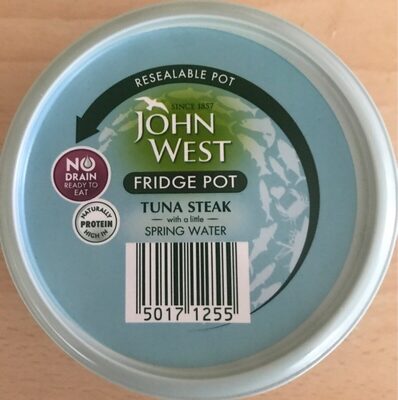 RESEALABLE POT
SINCE 1857
JOHN
WEST
FRIDGE POT
NO
DRAIN
READY TO
EAT
NATURALLY
PROTEIN
HIGH IN
TUNA STEAK
with a little
SPRING WATER
5017 1255